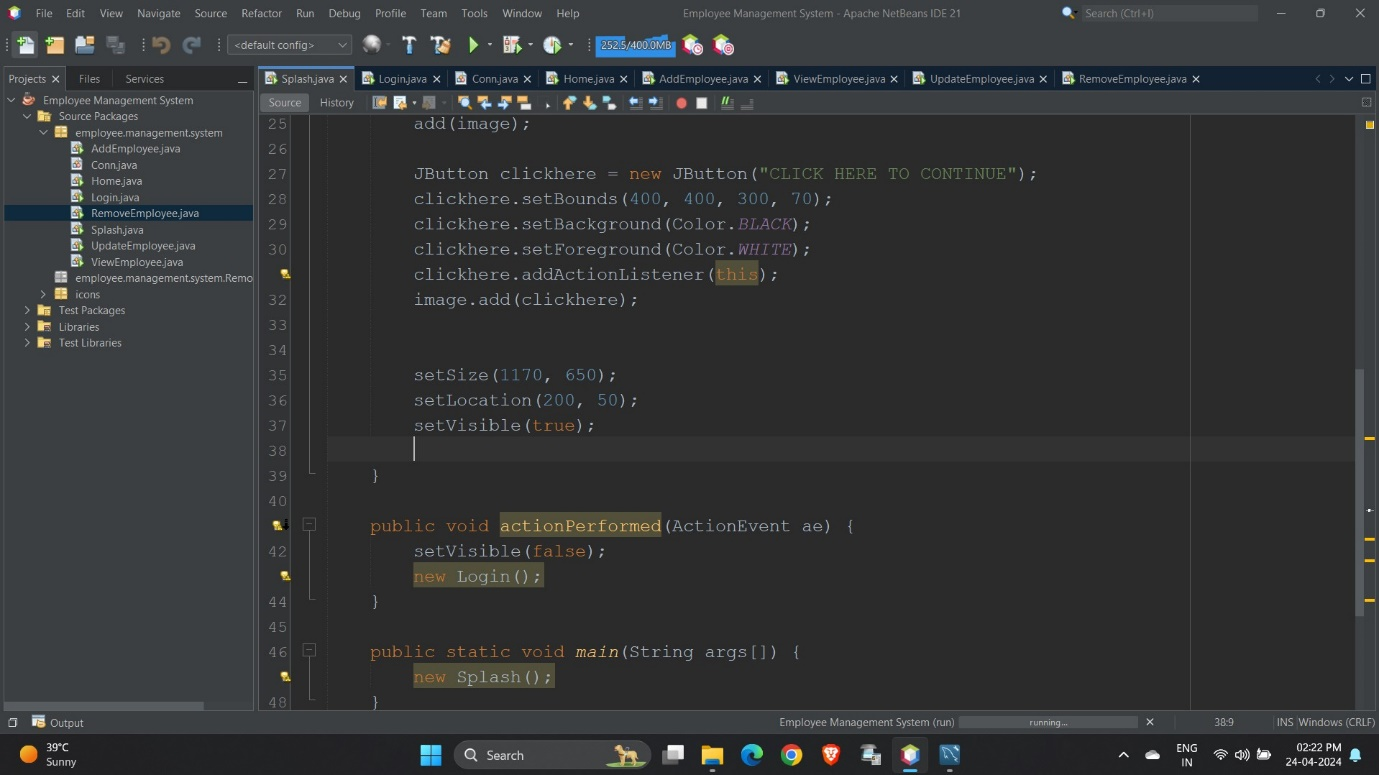 File Edit View Navigate Source Refactor Run Debug Profile Team Tools Window Help
Employee Management System - Apache NetBeans IDE 21
Search (Ctrl+I)
<default config>
252.5/400.0MB
Projects Files Services
Splash.java Login.java Conn.java Home.java AddEmployee.java ViewEmployee.java UpdateEmployee.java RemoveEmployee.java
Source History
Employee Management System
Source Packages
employee.management.system
AddEmployee.java
Conn.java
Home.java
Login.java
RemoveEmployee.java
Splash.java
UpdateEmployee.java
ViewEmployee.java
employee.management.system.Remo
icons
Test Packages
Libraries
Test Libraries
25 add(image);
26
27 JButton clickhere = new JButton("CLICK HERE TO CONTINUE");
28 clickhere.setBounds(400, 400, 300, 70);
29 clickhere.setBackground(Color.BLACK);
30 clickhere.setForeground(Color.WHITE);
clickhere.addActionListener(this);
32 image.add(clickhere);
33
34
35 setSize(1170, 650);
36 setLocation(200, 50);
37 setVisible(true);
38
39 }
40
public void actionPerformed(ActionEvent ae) {
42 setVisible(false);
new Login();
44 }
45
46 public static void main(String args[]) {
new Splash();
48 }
Output
Employee Management System (run) running... 38:9 INS Windows (CRLF)
39°C
Sunny
Search
ENG
IN
02:22 PM
24-04-2024